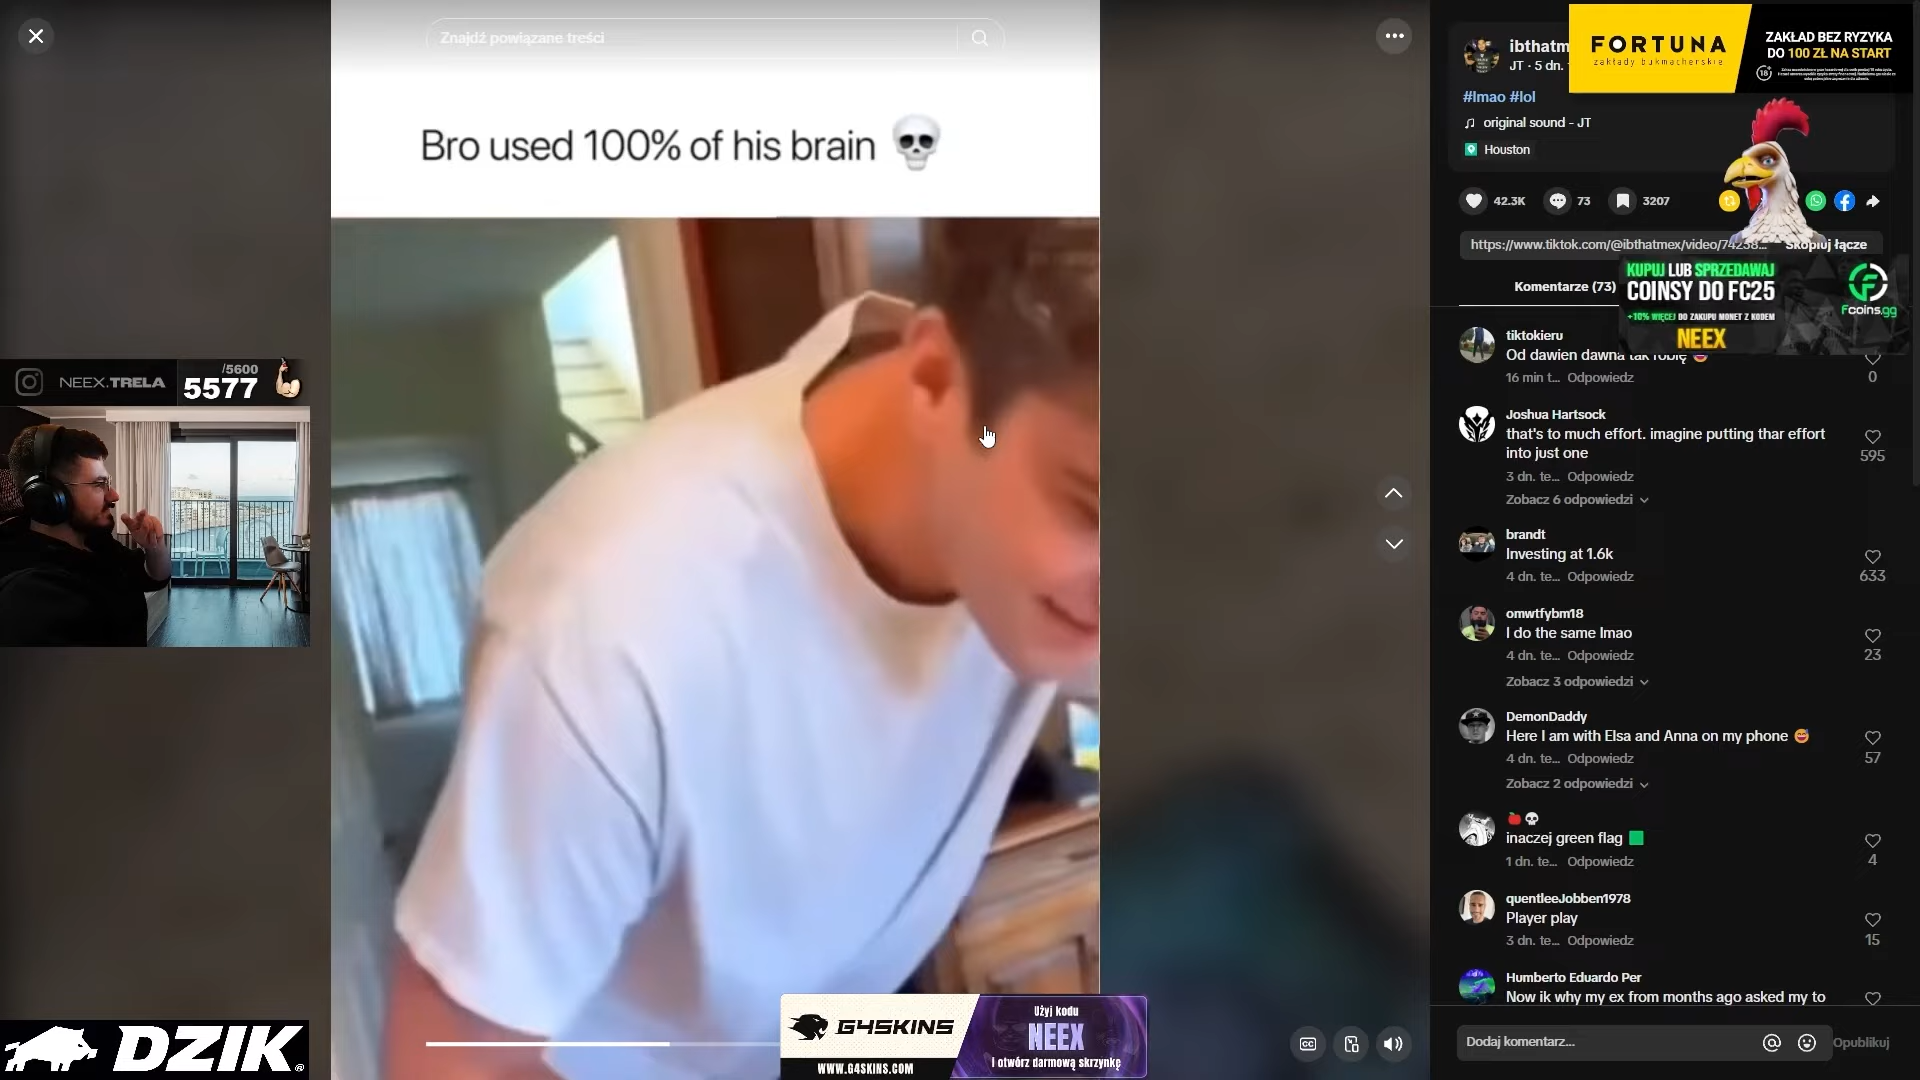 Znajdź powiązane treści
Bro used 100% of his brain 💀
NEEX.TRELA
/5600
5577
DZIK
G4SKINS
WWW.G4SKINS.COM
Użyj kodu
NEEX
I otwórz darmową skrzynkę
ibthatm
JT · 5 dn.
FORTUNA
zakłady bukmacherskie
ZAKŁAD BEZ RYZYKA
DO 100 ZŁ NA START
18
#lmao #lol
original sound - JT
Houston
42.3K
73
3207
https://www.tiktok.com/@ibthatmex/video/74238...
Skopiuj łącze
Komentarze (73)
KUPUJ LUB SPRZEDAWAJ
COINSY DO FC25
+10% WIĘCEJ DO ZAKUPU MONET Z KODEM
NEEX
Fcoins.gg
tiktokieru
Od dawien dawna tak robię
16 min t... Odpowiedz
0
Joshua Hartsock
that's to much effort. imagine putting thar effort
into just one
3 dn. te... Odpowiedz
595
Zobacz 6 odpowiedzi
brandt
Investing at 1.6k
4 dn. te... Odpowiedz
633
omwtfybm18
I do the same lmao
4 dn. te... Odpowiedz
23
Zobacz 3 odpowiedzi
DemonDaddy
Here I am with Elsa and Anna on my phone 😅
4 dn. te... Odpowiedz
57
Zobacz 2 odpowiedzi
🍎💀
inaczej green flag 🟩
1 dn. te... Odpowiedz
4
quentleeJobben1978
Player play
3 dn. te... Odpowiedz
15
Humberto Eduardo Per
Now ik why my ex from months ago asked my to
Dodaj komentarz...
Opublikuj